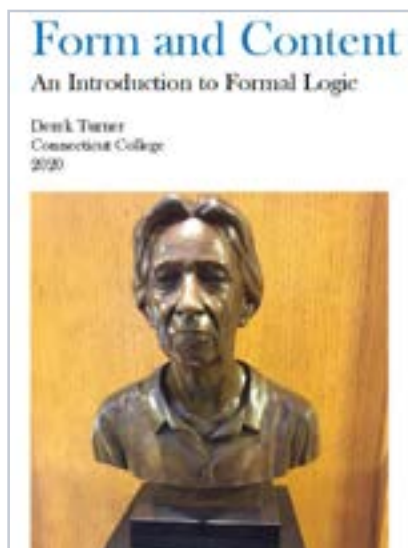 Form and Content
An Introduction to Formal Logic
Derek Turner
Connecticut College
2020